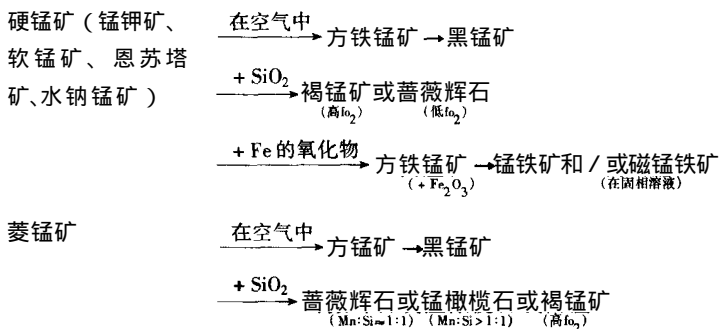 硬锰矿（锰钾矿、
软锰矿、恩苏塔
矿、水钠锰矿）
在空气中 → 方铁锰矿 → 黑锰矿
+ SiO₂ → 褐锰矿或蔷薇辉石
(高fo₂) (低fo₂)
+ Fe的氧化物 → 方铁锰矿 → 锰铁矿和/或磁锰铁矿
(+ Fe₂O₃) (在固相溶液)
菱锰矿 在空气中 → 方锰矿 → 黑锰矿
+ SiO₂ → 蔷薇辉石或锰橄榄石或褐锰矿
(Mn:Si≈1:1) (Mn:Si>1:1) (高fo₂)